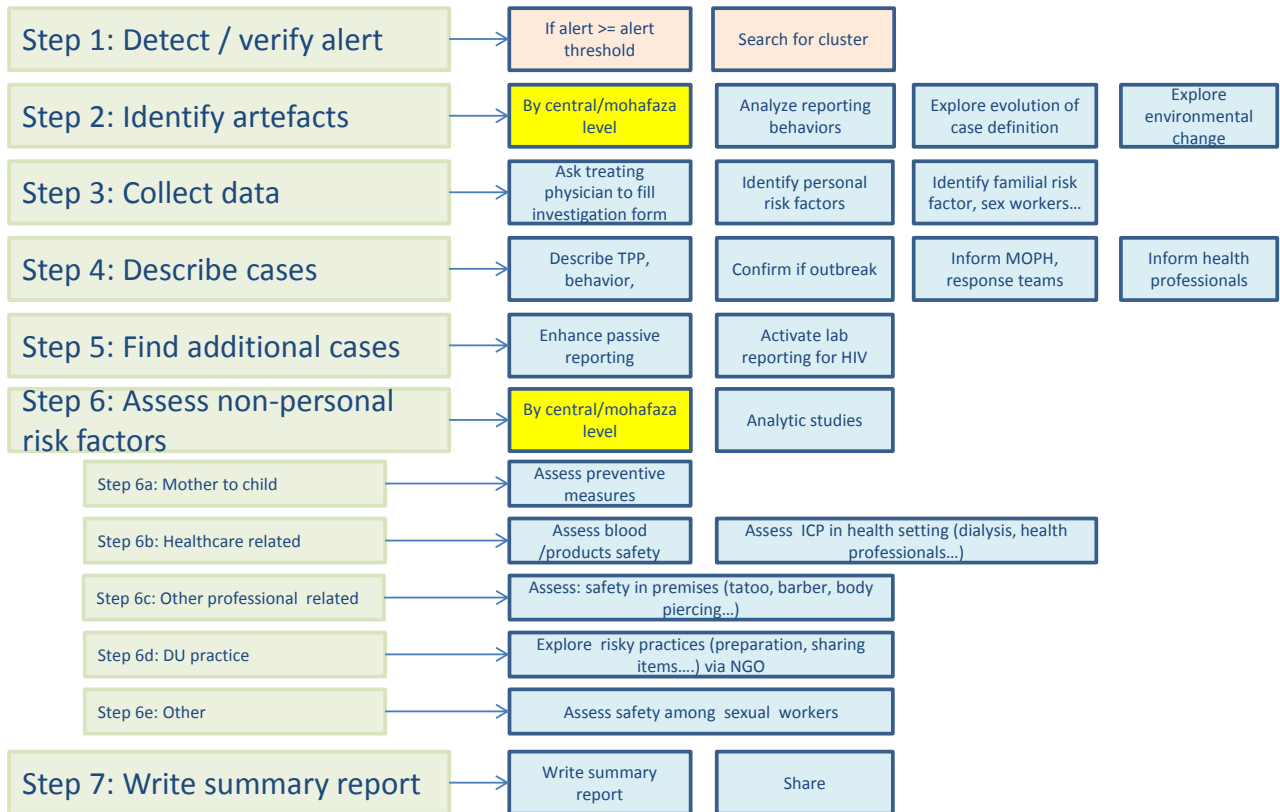 Step 1: Detect / verify alert
If alert >= alert
threshold
Search for cluster
Step 2: Identify artefacts
By central/mohafaza
level
Analyze reporting
behaviors
Explore evolution of
case definition
Explore
environmental
change
Step 3: Collect data
Ask treating
physician to fill
investigation form
Identify personal
risk factors
Identify familial risk
factor, sex workers…
Step 4: Describe cases
Describe TPP,
behavior,
Confirm if outbreak
Inform MOPH,
response teams
Inform health
professionals
Step 5: Find additional cases
Enhance passive
reporting
Activate lab
reporting for HIV
Step 6: Assess non-personal
risk factors
By central/mohafaza
level
Analytic studies
Step 6a: Mother to child
Assess preventive
measures
Step 6b: Healthcare related
Assess blood
/products safety
Assess ICP in health setting (dialysis, health
professionals…)
Step 6c: Other professional related
Assess: safety in premises (tatoo, barber, body
piercing…)
Step 6d: DU practice
Explore risky practices (preparation, sharing
items….) via NGO
Step 6e: Other
Assess safety among sexual workers
Step 7: Write summary report
Write summary
report
Share